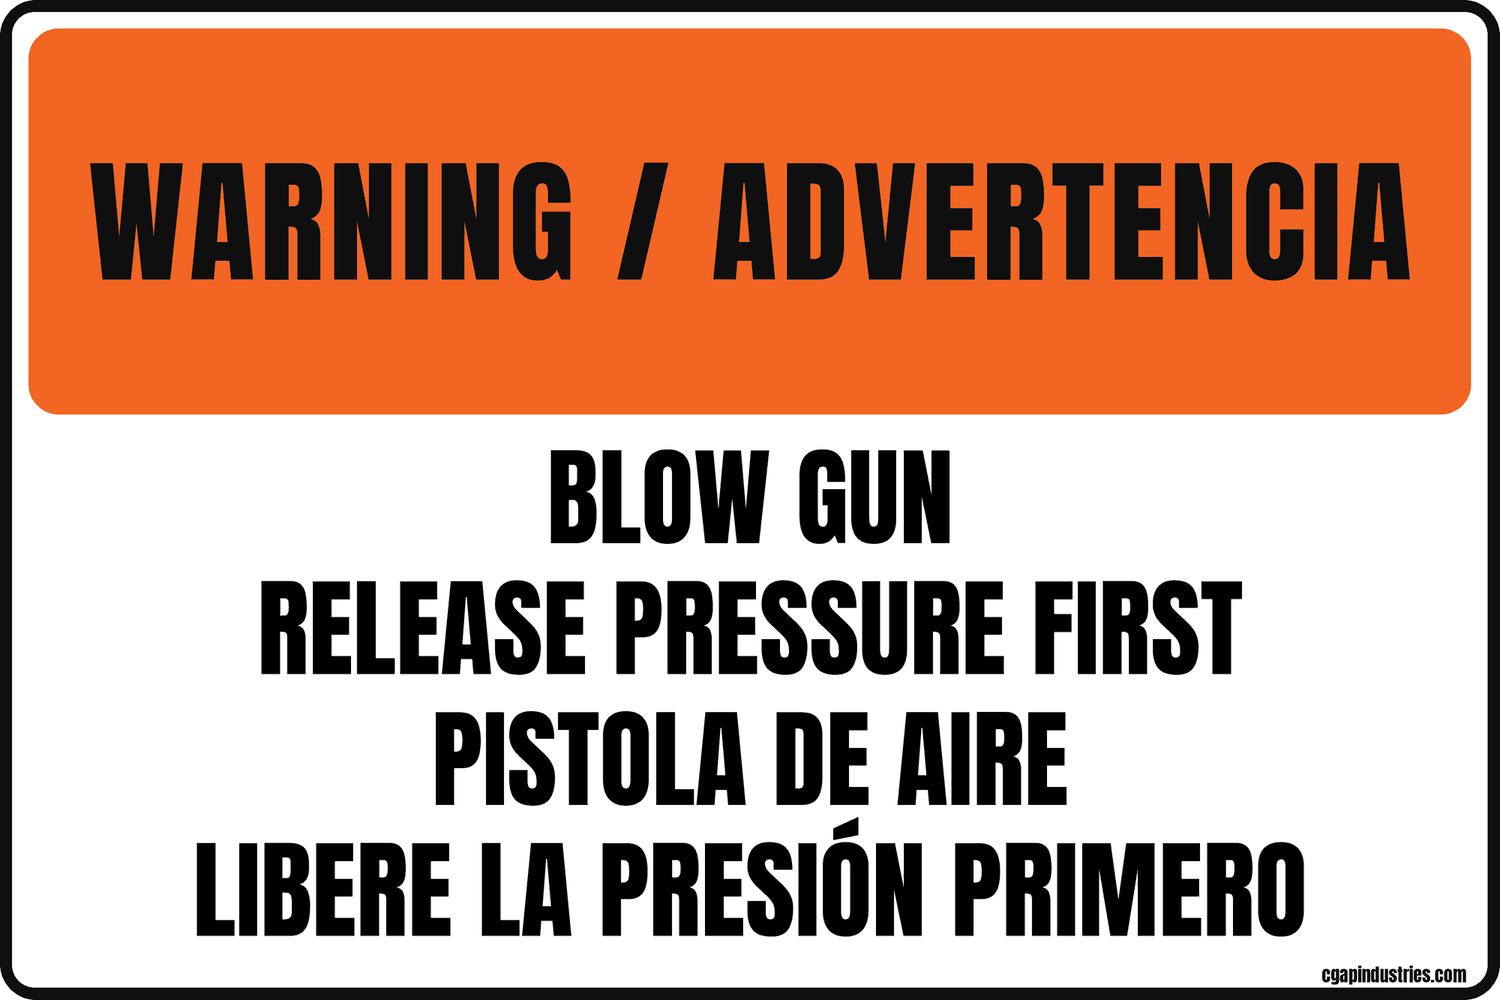 WARNING / ADVERTENCIA
BLOW GUN
RELEASE PRESSURE FIRST
PISTOLA DE AIRE
LIBERE LA PRESIÓN PRIMERO
cgapindustries.com